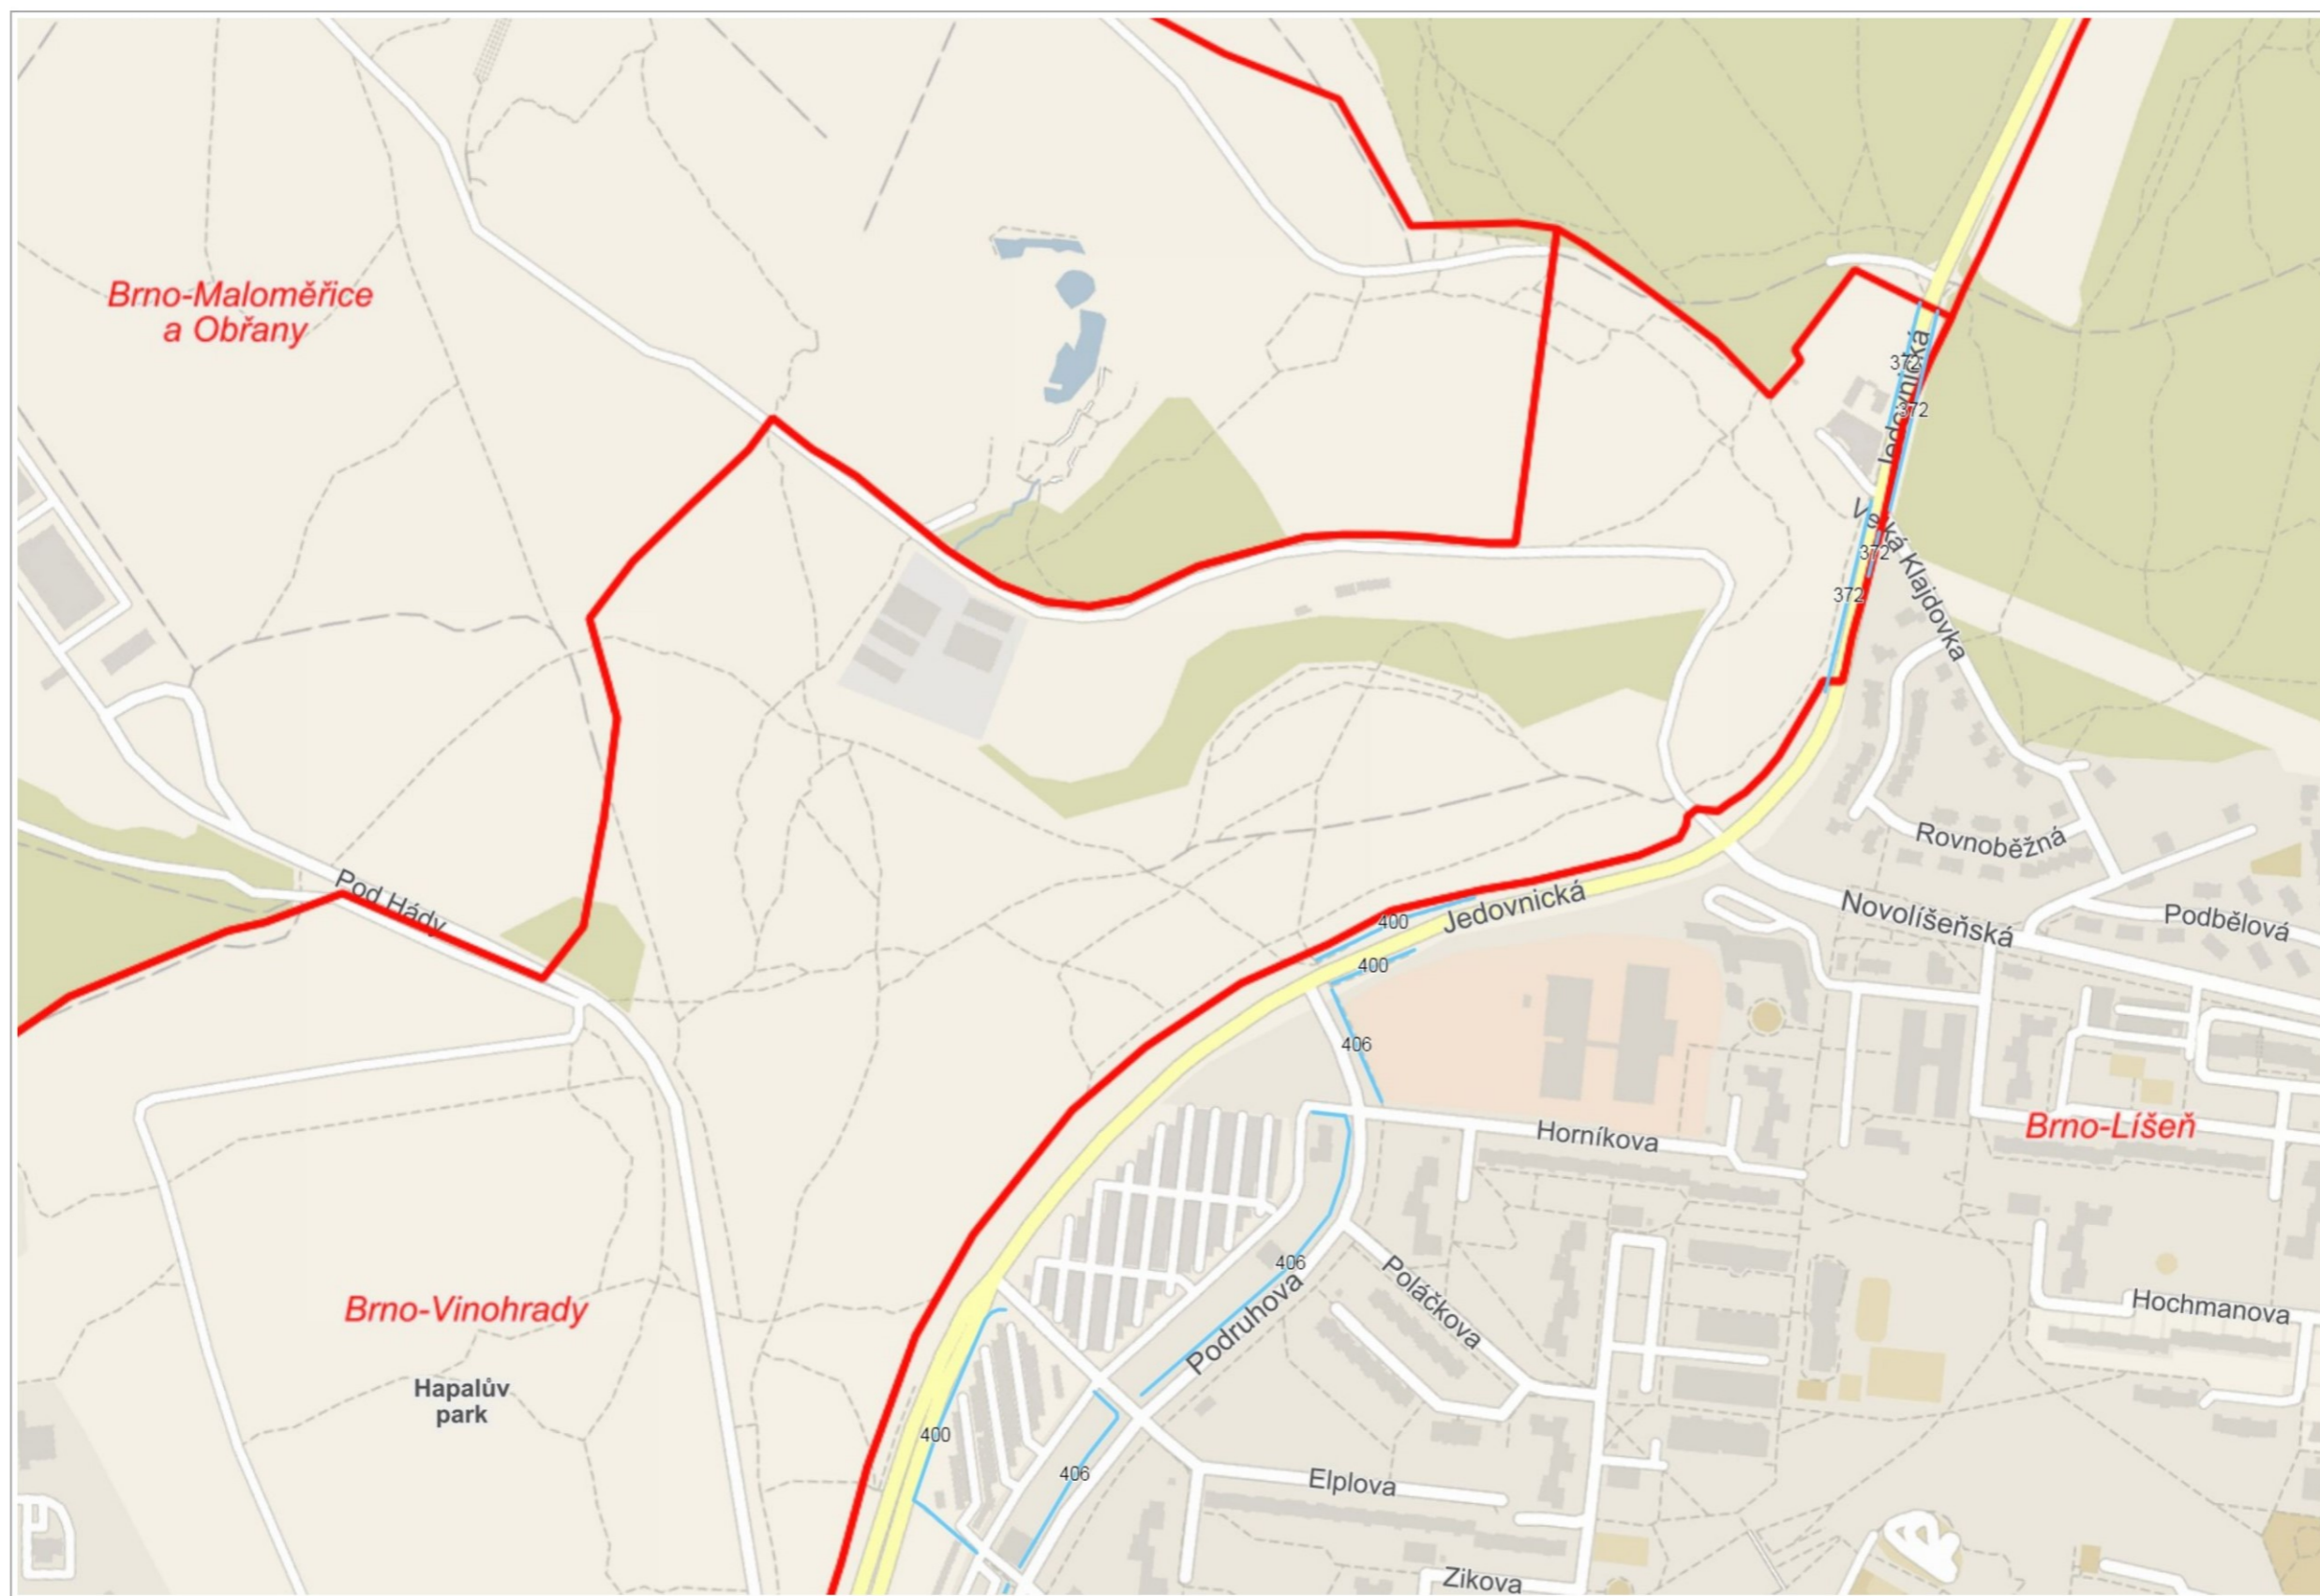 Brno-Maloměřice
a Obřany
Jedovnická
372
372
Velká Klajdovka
372
372
Rovnoběžná
Pod Hády
Novolíšeňská
Podbělová
400
Jedovnická
400
406
Horníkova
Brno-Líšeň
406
Podruhova
Poláčkova
Hochmanova
Brno-Vinohrady
Hapalův
park
400
406
Elplova
Zikova